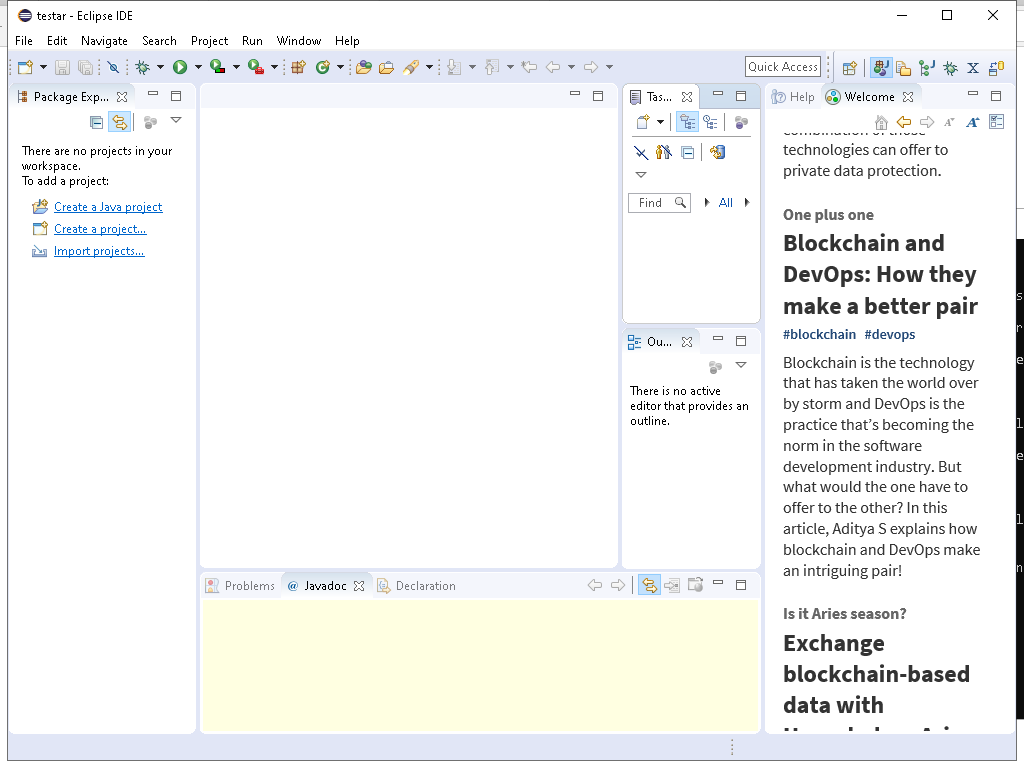 testar - Eclipse IDE
File Edit Navigate Search Project Run Window Help
Quick Access
Package Exp...
There are no projects in your
workspace.
To add a project:
Create a Java project
Create a project...
Import projects...
Tas...
Find
All
Ou...
There is no active
editor that provides an
outline.
Problems
@ Javadoc
Declaration
Help
Welcome
combination of those
technologies can offer to
private data protection.
One plus one
Blockchain and
DevOps: How they
make a better pair
#blockchain #devops
Blockchain is the technology
that has taken the world over
by storm and DevOps is the
practice that’s becoming the
norm in the software
development industry. But
what would the one have to
offer to the other? In this
article, Aditya S explains how
blockchain and DevOps make
an intriguing pair!
Is it Aries season?
Exchange
blockchain-based
data with